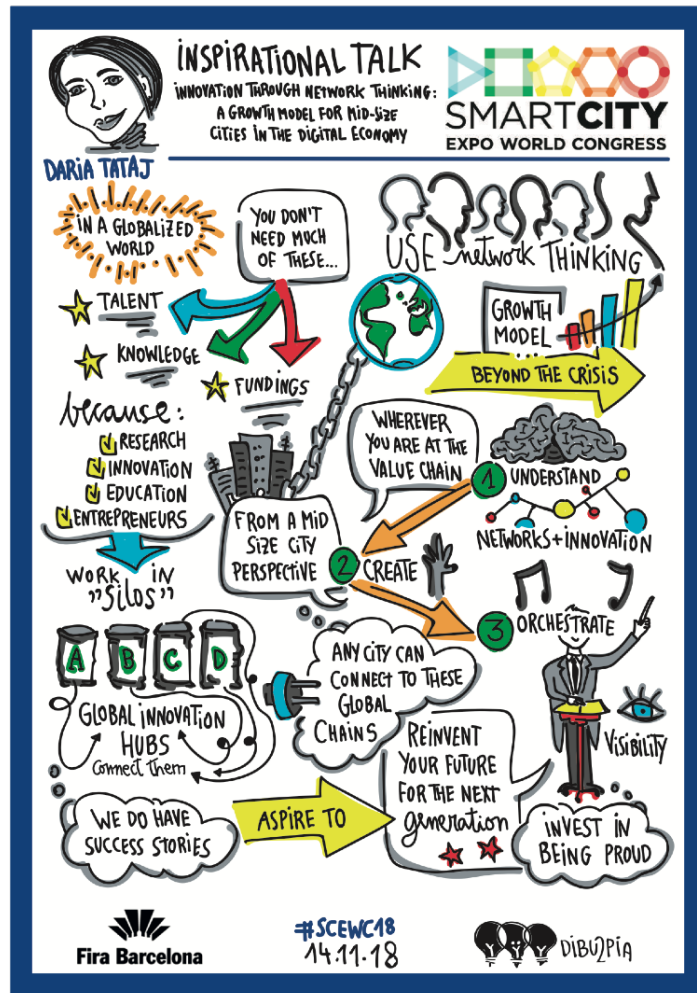 INSPIRATIONAL TALK
INNOVATION THROUGH NETWORK THINKING:
A GROWTH MODEL FOR MID-SIZE
CITIES IN THE DIGITAL ECONOMY
DARIA TATAJ
SMARTCITY
EXPO WORLD CONGRESS
IN A GLOBALIZED
WORLD
YOU DON'T
NEED MUCH
OF THESE...
TALENT
KNOWLEDGE
FUNDINGS
USE network THINKING
GROWTH
MODEL
...
BEYOND THE CRISIS
because:
RESEARCH
INNOVATION
EDUCATION
ENTREPRENEURS
WORK IN
"SILOS"
WHEREVER
YOU ARE AT THE
VALUE CHAIN
1 UNDERSTAND
NETWORKS+INNOVATION
FROM A MID
SIZE CITY
PERSPECTIVE
2 CREATE
3 ORCHESTRATE
A B C D
GLOBAL INNOVATION
HUBS
Connect them
ANY CITY CAN
CONNECT TO THESE
GLOBAL
CHAINS
VISIBILITY
WE DO HAVE
SUCCESS STORIES
ASPIRE TO
REINVENT
YOUR FUTURE
FOR THE NEXT
generation
INVEST IN
BEING PROUD
Fira Barcelona
#SCEWC18
14.11.18
DIBU2PIA